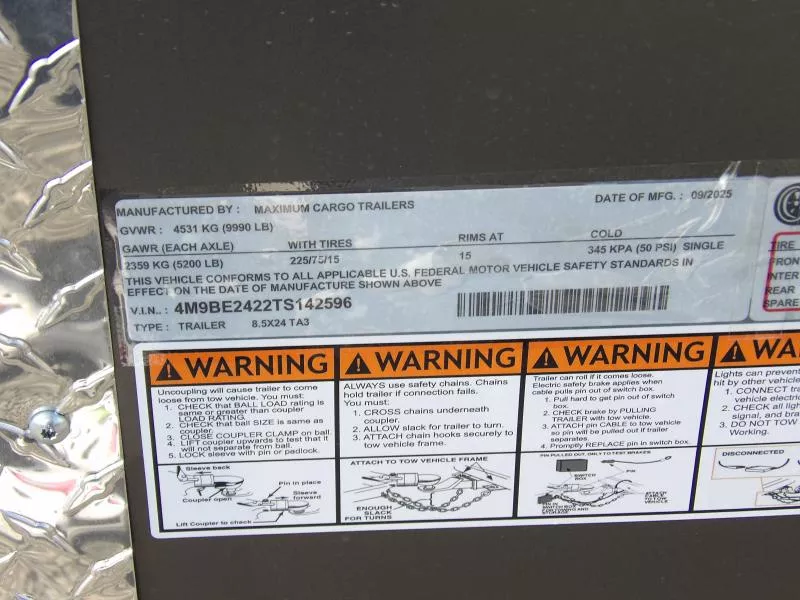 MANUFACTURED BY : MAXIMUM CARGO TRAILERS DATE OF MFG. : 09/2025
GVWR : 4531 KG (9990 LB)
GAWR (EACH AXLE) WITH TIRES RIMS AT COLD
2359 KG (5200 LB) 225/75/15 15 345 KPA (50 PSI) SINGLE
THIS VEHICLE CONFORMS TO ALL APPLICABLE U.S. FEDERAL MOTOR VEHICLE SAFETY STANDARDS IN
EFFECT ON THE DATE OF MANUFACTURE SHOWN ABOVE
V.I.N.: 4M9BE2422TS142596
TYPE : TRAILER 8.5X24 TA3
TIRE
FRON
INTER
REAR
SPARE
WARNING
Uncoupling will cause trailer to come
loose from tow vehicle. You must:
1. CHECK that BALL LOAD rating is
same or greater than coupler
LOAD RATING.
2. CHECK that ball SIZE is same as
coupler.
3. CLOSE COUPLER CLAMP on ball.
4. LIFT coupler upwards to test that it
will not separate from ball.
5. LOCK sleeve with pin or padlock.
Sleeve back
Coupler open
Pin in place
Sleeve
forward
Lift Coupler to check
WARNING
ALWAYS use safety chains. Chains
hold trailer if connection fails.
You must:
1. CROSS chains underneath
coupler.
2. ALLOW slack for trailer to turn.
3. ATTACH chain hooks securely to
tow vehicle frame.
ATTACH TO TOW VEHICLE FRAME
ENOUGH
SLACK
FOR TURNS
WARNING
Trailer can roll if it comes loose.
Electric safety brake applies when
cable pulls pin out of switch box.
1. Pull hard to get pin out of switch
box.
2. CHECK brake by PULLING
TRAILER with tow vehicle.
3. ATTACH pin CABLE to tow vehicle
so pin will be pulled out if trailer
separates.
4. Promptly REPLACE pin in switch box.
PIN PULLED OUT, ONLY TO TEST BRAKES
PIN
SWITCH
BOX
ATTACH
CABLE
TO TOW
VEHICLE
PIN IN
SWITCH BOX
FOR TOWING AND
STORAGE
WA
Lights can prevent
hit by other vehicl
1. CONNECT tra
vehicle electri
2. CHECK all ligh
signal, and bra
3. DO NOT TOW
Working.
DISCONNECTED